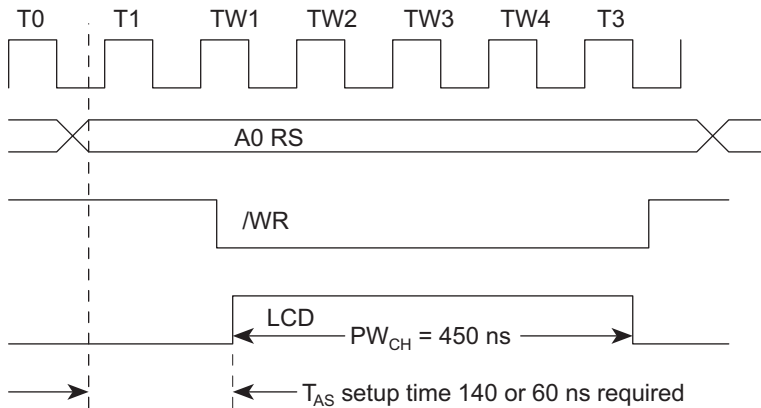 T0 T1 TW1 TW2 TW3 TW4 T3
A0 RS
/WR
LCD
PW_CH = 450 ns
T_AS setup time 140 or 60 ns required